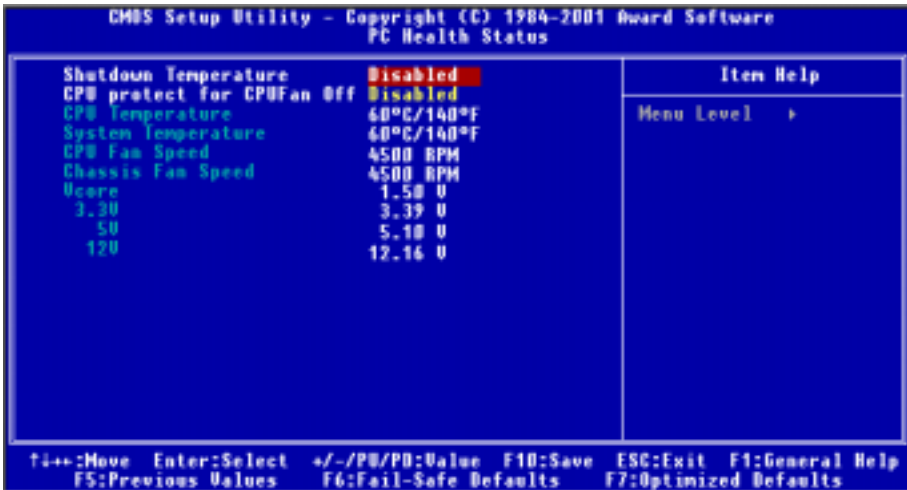 CMOS Setup Utility - Copyright (C) 1984-2001 Award Software
PC Health Status
Shutdown Temperature Disabled
CPU protect for CPUFan Off Disabled
CPU Temperature 60°C/140°F
System Temperature 60°C/140°F
CPU Fan Speed 4500 RPM
Chassis Fan Speed 4500 RPM
Vcore 1.50 V
3.3V 3.39 V
5V 5.10 V
12V 12.16 V
Item Help
Menu Level ▸
↑↓→←:Move Enter:Select +/-/PU/PD:Value F10:Save ESC:Exit F1:General Help
F5:Previous Values F6:Fail-Safe Defaults F7:Optimized Defaults